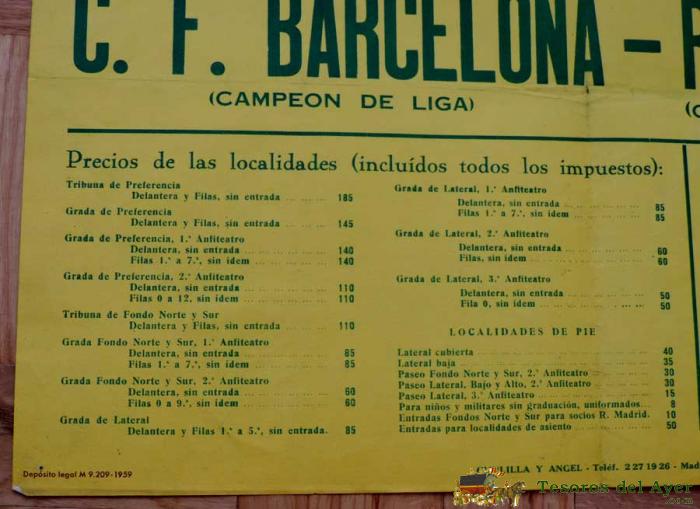 C. F. BARCELONA -
(CAMPEON DE LIGA)
Precios de las localidades (incluídos todos los impuestos):
Tribuna de Preferencia
Delantera y Filas, sin entrada ... ... ... 185
Grada de Preferencia
Delantera y Filas, sin entrada ... ... ... 145
Grada de Preferencia, 1.ª Anfiteatro
Delantera, sin entrada ... ... ... 140
Filas 1.ª a 7.ª, sin idem ... ... ... 140
Grada de Preferencia, 2.ª Anfiteatro
Delantera, sin entrada ... ... ... 110
Filas 0 a 12, sin idem ... ... ... 110
Tribuna de Fondo Norte y Sur
Delantera y Filas, sin entrada ... ... ... 110
Grada Fondo Norte y Sur, 1.ª Anfiteatro
Delantera, sin entrada ... ... ... 85
Filas 1.ª a 7.ª, sin idem ... ... ... 85
Grada Fondo Norte y Sur, 2.ª Anfiteatro
Delantera, sin entrada ... ... ... 60
Filas 0 a 9.ª, sin idem ... ... ... 60
Grada de Lateral
Delantera y Filas 1.ª a 5.ª, sin entrada. 85
Grada de Lateral, 1.ª Anfiteatro
Delantera, sin entrada ... ... ... 85
Filas 1.ª a 7.ª, sin idem ... ... ... 85
Grada de Lateral, 2.ª Anfiteatro
Delantera, sin entrada ... ... ... 60
Filas, sin idem ... ... ... 60
Grada de Lateral, 3.ª Anfiteatro
Delantera, sin entrada ... ... ... 50
Fila 0, sin idem ... ... ... 50
LOCALIDADES DE PIE
Lateral cubierta ... ... ... 40
Lateral baja ... ... ... 35
Paseo Fondo Norte y Sur, 2.ª Anfiteatro ... 30
Paseo Lateral, Bajo y Alto, 2.ª Anfiteatro ... 30
Paseo Lateral, 3.ª Anfiteatro ... ... ... 15
Para niños y militares sin graduación, uniformados... 8
Entradas Fondos Norte y Sur para socios R. Madrid. 10
Entradas para localidades de asiento ... ... 50
Depósito legal M 9.209-1959
Y ANGEL - Teléf. 2 27 19 26 - Mad
Tesoros del Ayer
.com